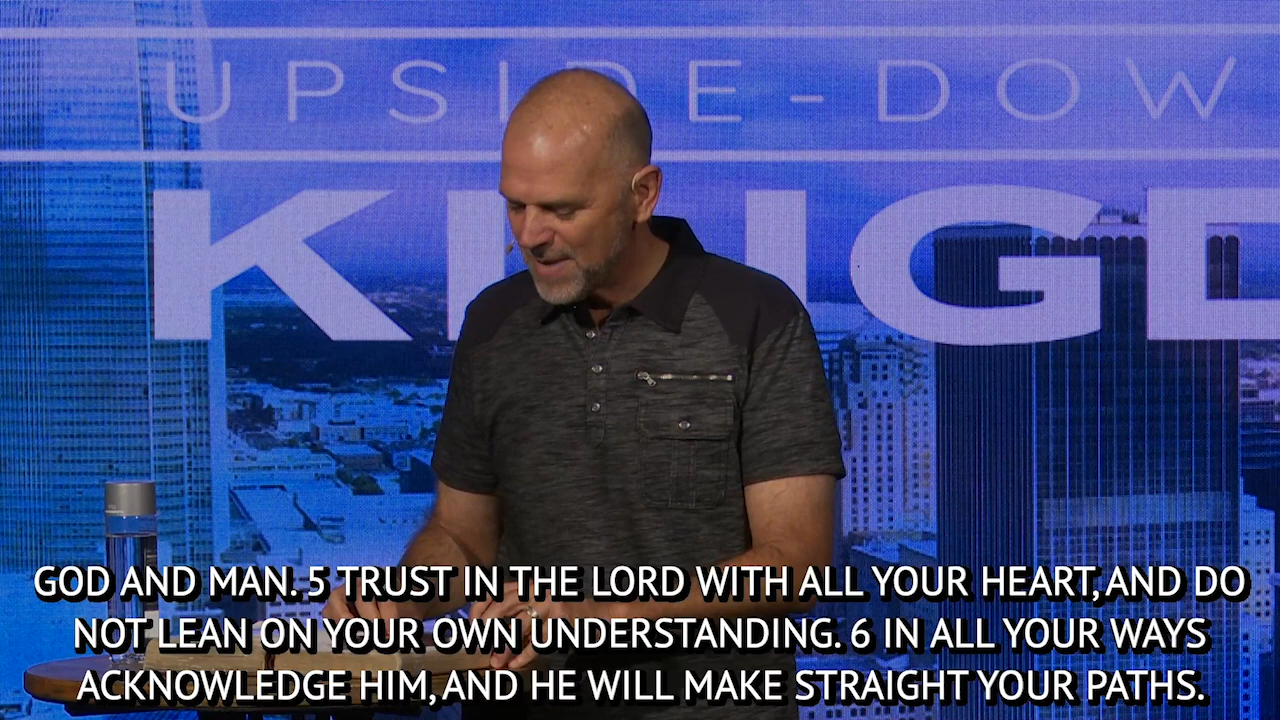 UPSIDE-DOW
KINGD
GOD AND MAN. 5 TRUST IN THE LORD WITH ALL YOUR HEART, AND DO
NOT LEAN ON YOUR OWN UNDERSTANDING. 6 IN ALL YOUR WAYS
ACKNOWLEDGE HIM, AND HE WILL MAKE STRAIGHT YOUR PATHS.